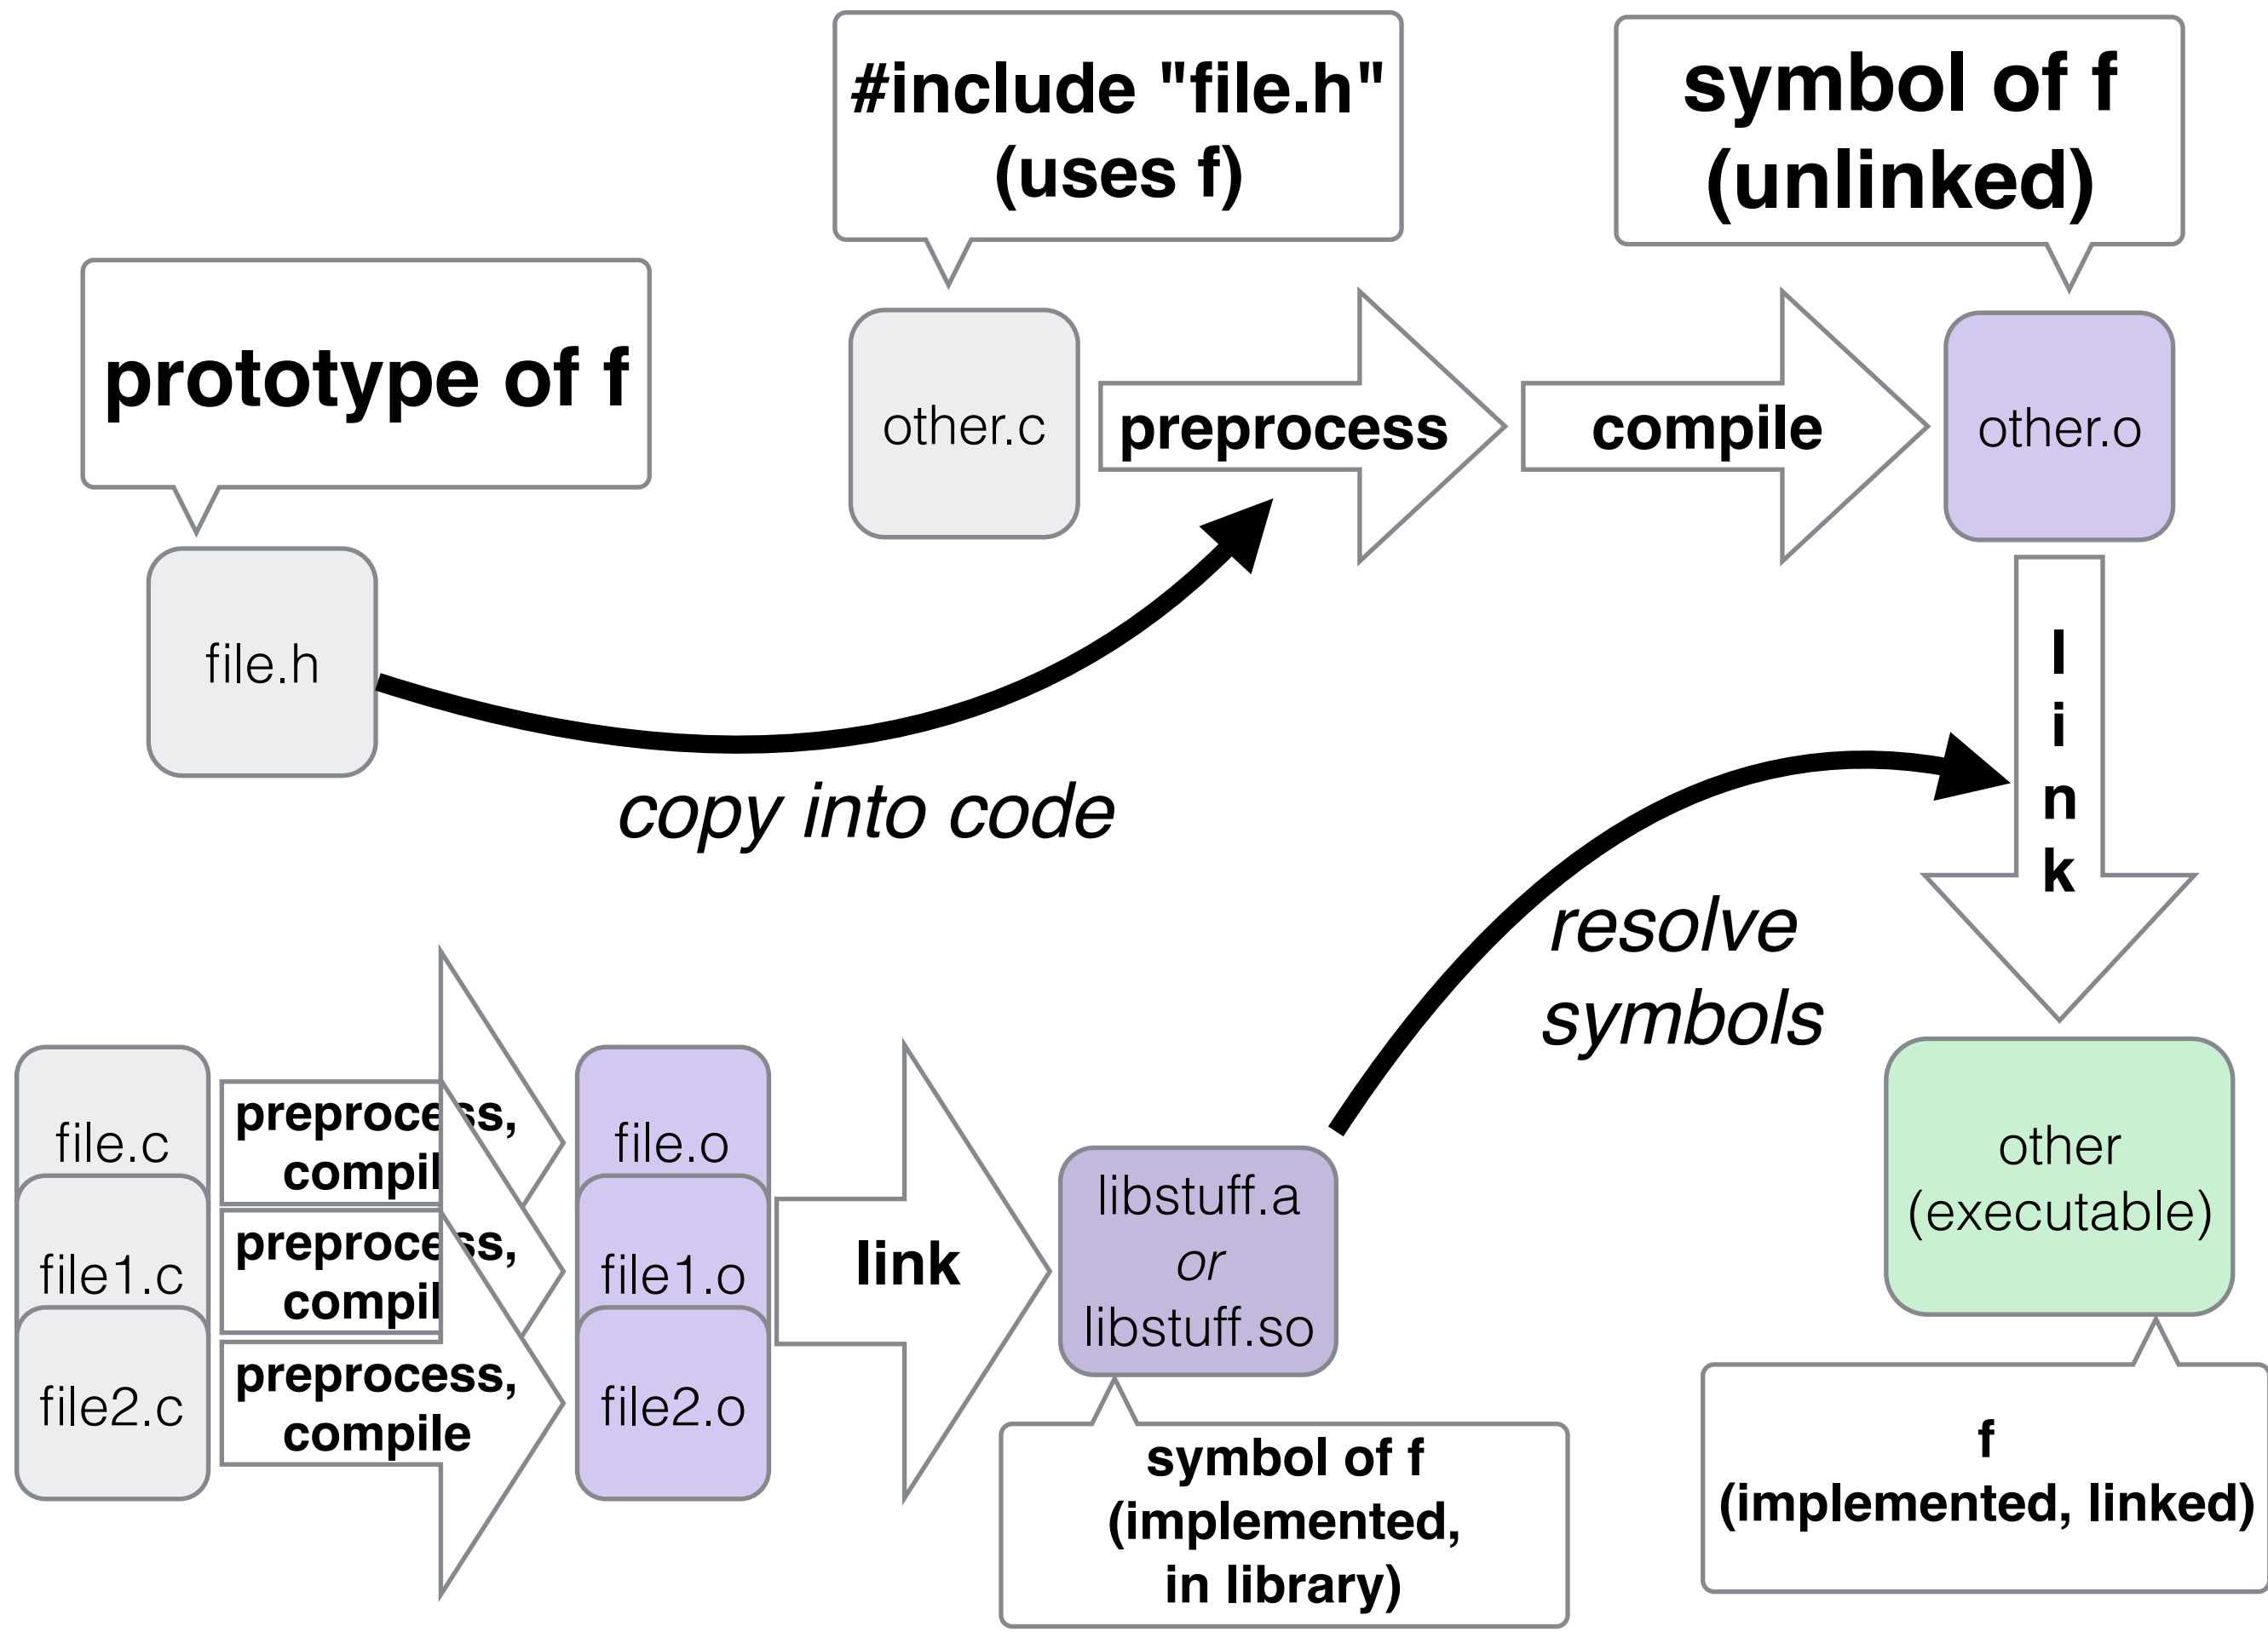 #include "file.h"
(uses f)
symbol of f
(unlinked)
prototype of f
other.c
preprocess
compile
other.o
file.h
copy into code
l
i
n
k
resolve
symbols
file.c
preprocess,
compil
file.o
file1.c
preprocess,
compil
file1.o
file2.c
preprocess,
compile
file2.o
link
libstuff.a
or
libstuff.so
other
(executable)
symbol of f
(implemented,
in library)
f
(implemented, linked)